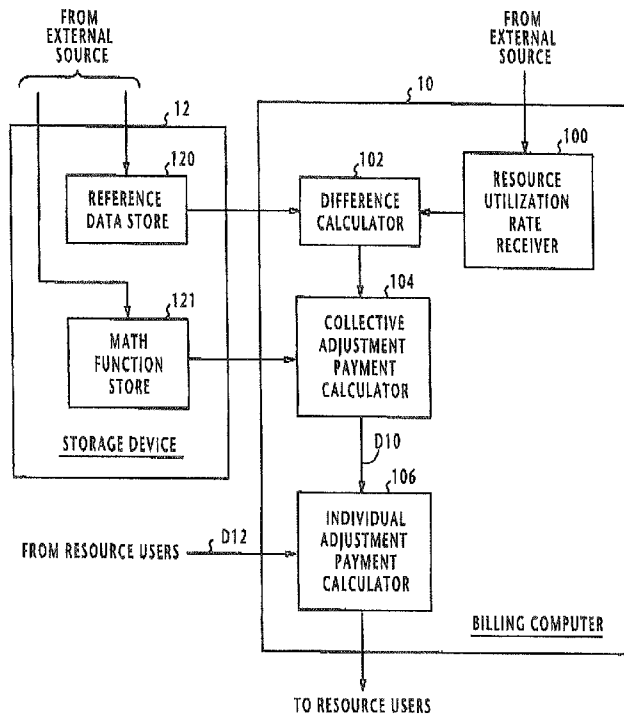 FROM
EXTERNAL
SOURCE
FROM
EXTERNAL
SOURCE
12
10
120
REFERENCE
DATA STORE
102
DIFFERENCE
CALCULATOR
100
RESOURCE
UTILIZATION
RATE
RECEIVER
121
MATH
FUNCTION
STORE
104
COLLECTIVE
ADJUSTMENT
PAYMENT
CALCULATOR
STORAGE DEVICE
D10
106
FROM RESOURCE USERS
D12
INDIVIDUAL
ADJUSTMENT
PAYMENT
CALCULATOR
BILLING COMPUTER
TO RESOURCE USERS